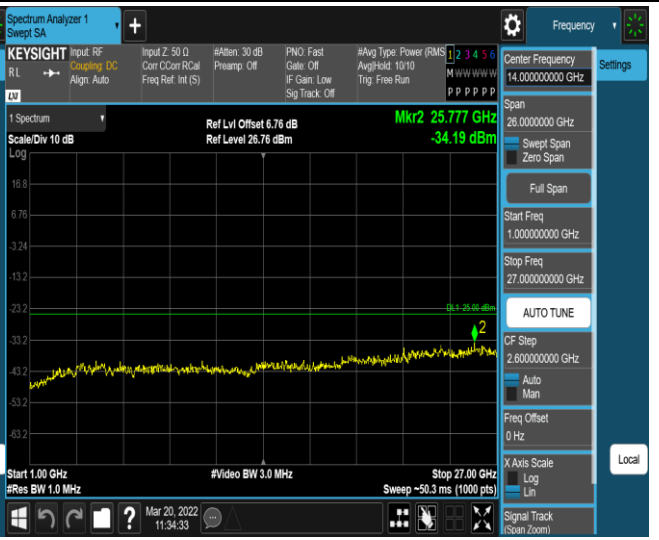 Spectrum Analyzer 1
Swept SA
Frequency
KEYSIGHT
RL
LXI
Input: RF
Coupling: DC
Align: Auto
Input Z: 50 Ω
Corr CCorr RCal
Freq Ref: Int (S)
#Atten: 30 dB
Preamp: Off
PNO: Fast
Gate: Off
IF Gain: Low
Sig Track: Off
#Avg Type: Power (RMS
Avg|Hold: 10/10
Trig: Free Run
1 2 3 4 5 6
M W W W W W
P P P P P P
1 Spectrum
Scale/Div 10 dB
Log
Ref Lvl Offset 6.76 dB
Ref Level 26.76 dBm
Mkr2 25.777 GHz
-34.19 dBm
16.8
6.76
-3.24
-13.2
-23.2
-33.2
-43.2
-53.2
-63.2
DL1 -25.00 dBm
2
Start 1.00 GHz
#Res BW 1.0 MHz
#Video BW 3.0 MHz
Stop 27.00 GHz
Sweep ~50.3 ms (1000 pts)
?
Mar 20, 2022
11:34:33
Center Frequency
14.000000000 GHz
Span
26.0000000 GHz
Swept Span
Zero Span
Full Span
Start Freq
1.000000000 GHz
Stop Freq
27.000000000 GHz
AUTO TUNE
CF Step
2.600000000 GHz
Auto
Man
Freq Offset
0 Hz
X Axis Scale
Log
Lin
Signal Track
(Span Zoom)
Settings
Local